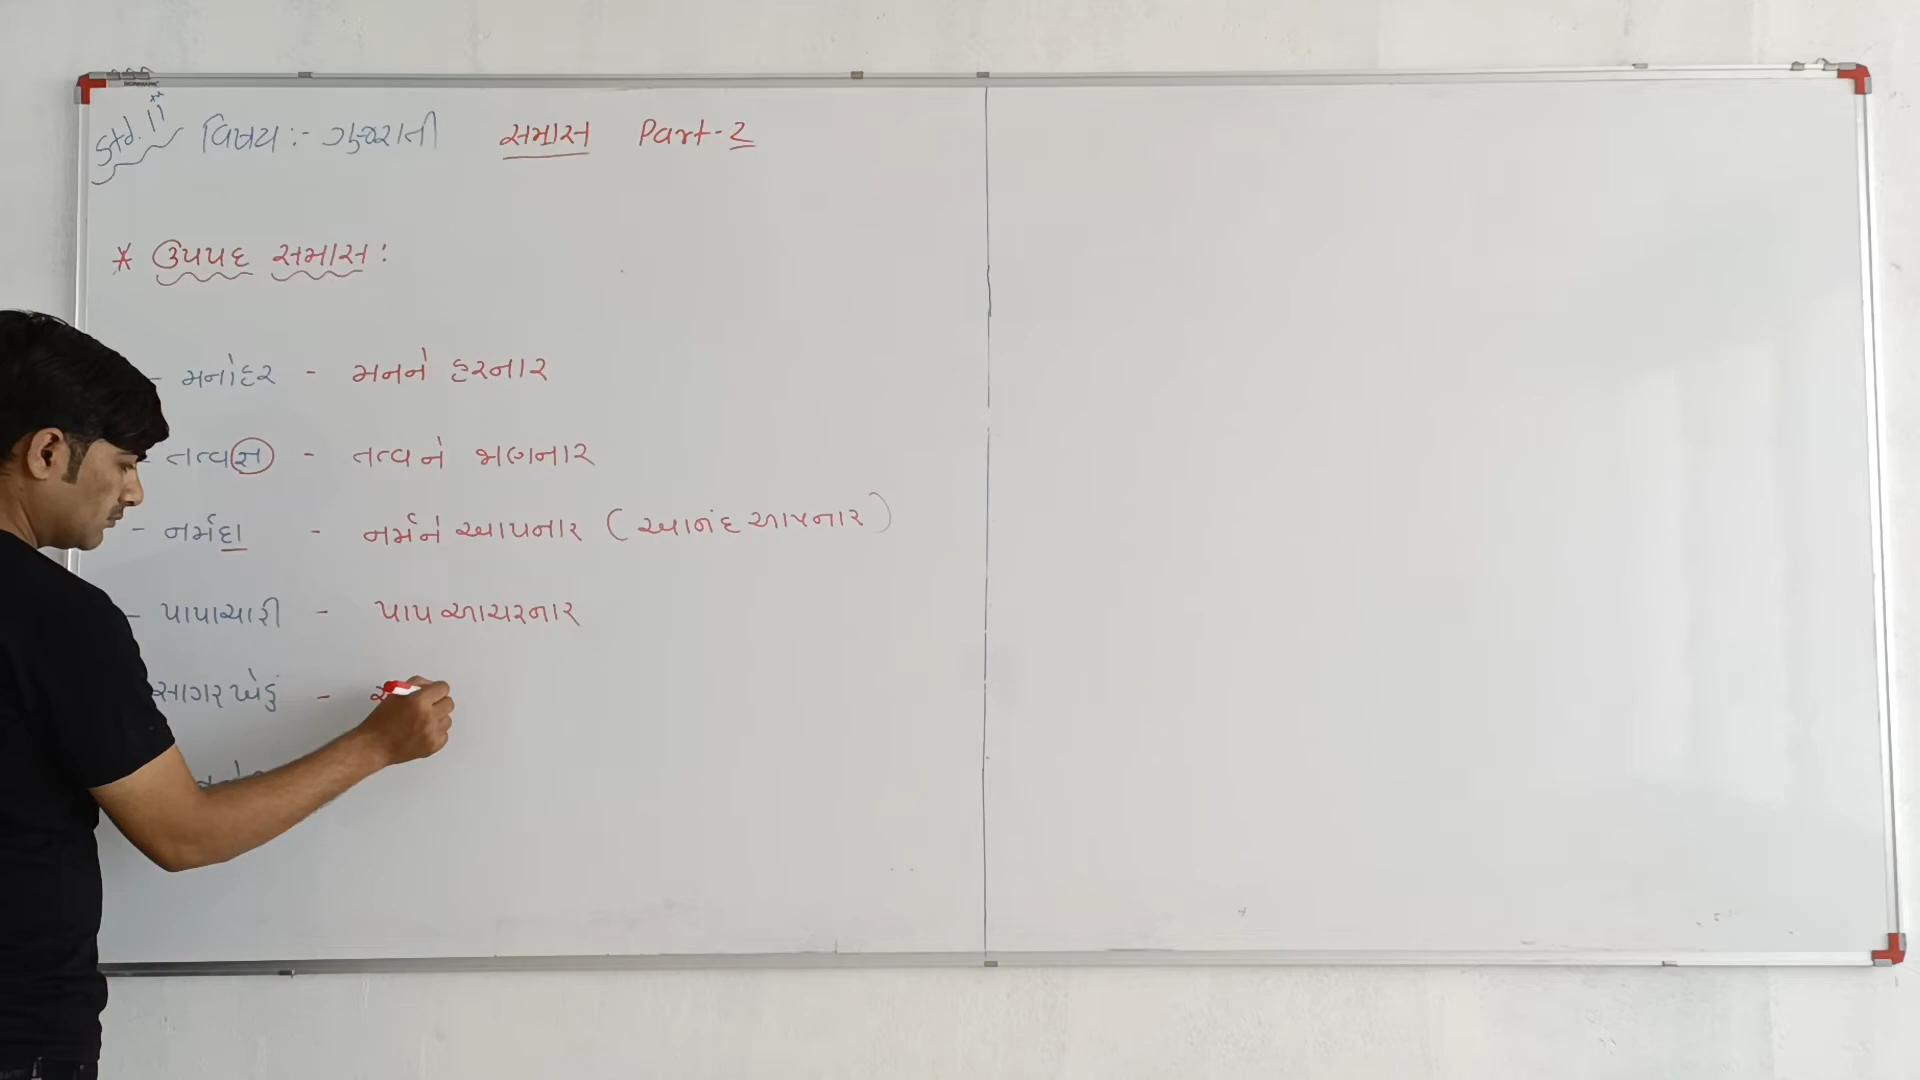 Std. 11 વિષય :- ગુજરાતી સમાસ Part-2
* ઉપપદ સમાસ :
- મનોહર - મનને હરનાર
- તત્વજ્ઞ - તત્વને જાણનાર
- નર્મદા - નર્મને આપનાર (આનંદ આપનાર)
- પાપાચારી - પાપ આચરનાર
સાગરખેડુ -